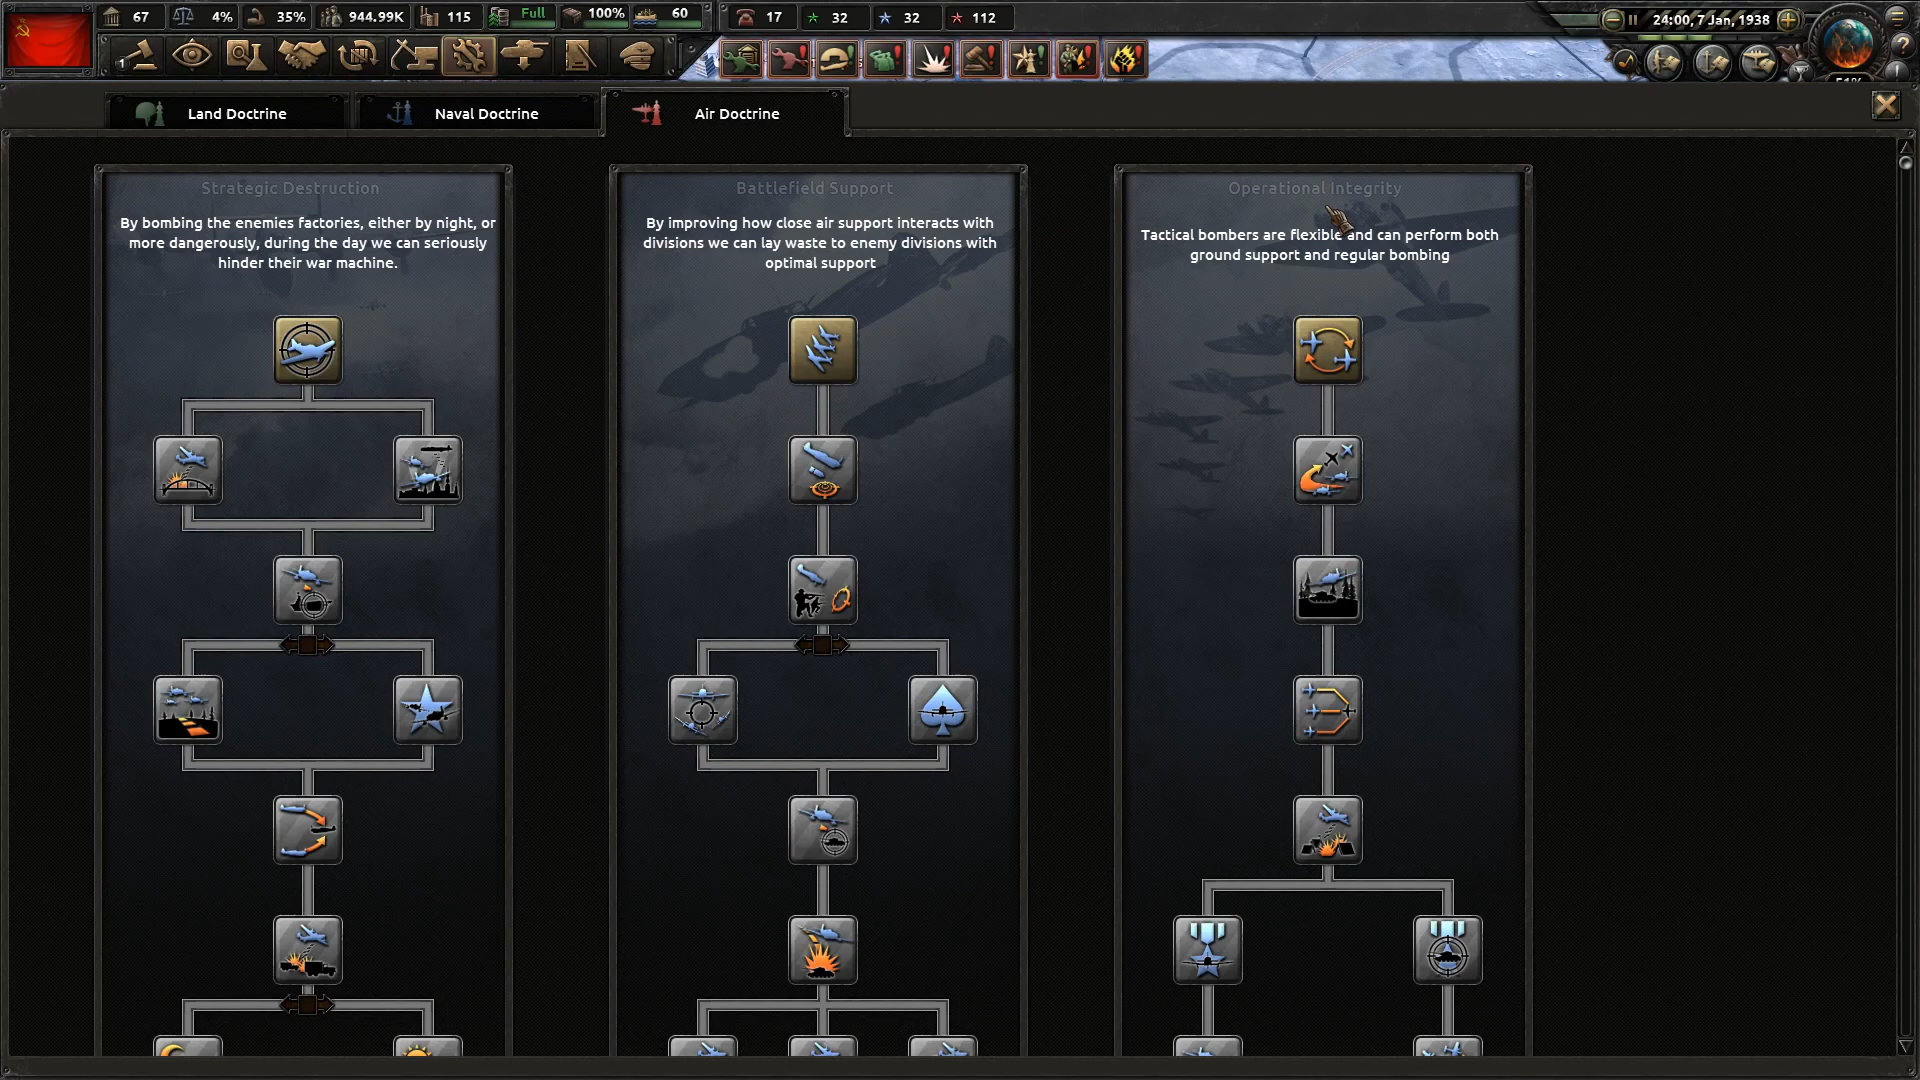 67
4%
35%
944.99K
115
Full
100%
60
17
32
32
112
24:00, 7 Jan, 1938
1
Land Doctrine
Naval Doctrine
Air Doctrine
Strategic Destruction
By bombing the enemies factories, either by night, or
more dangerously, during the day we can seriously
hinder their war machine.
Battlefield Support
By improving how close air support interacts with
divisions we can lay waste to enemy divisions with
optimal support
Operational Integrity
Tactical bombers are flexible and can perform both
ground support and regular bombing